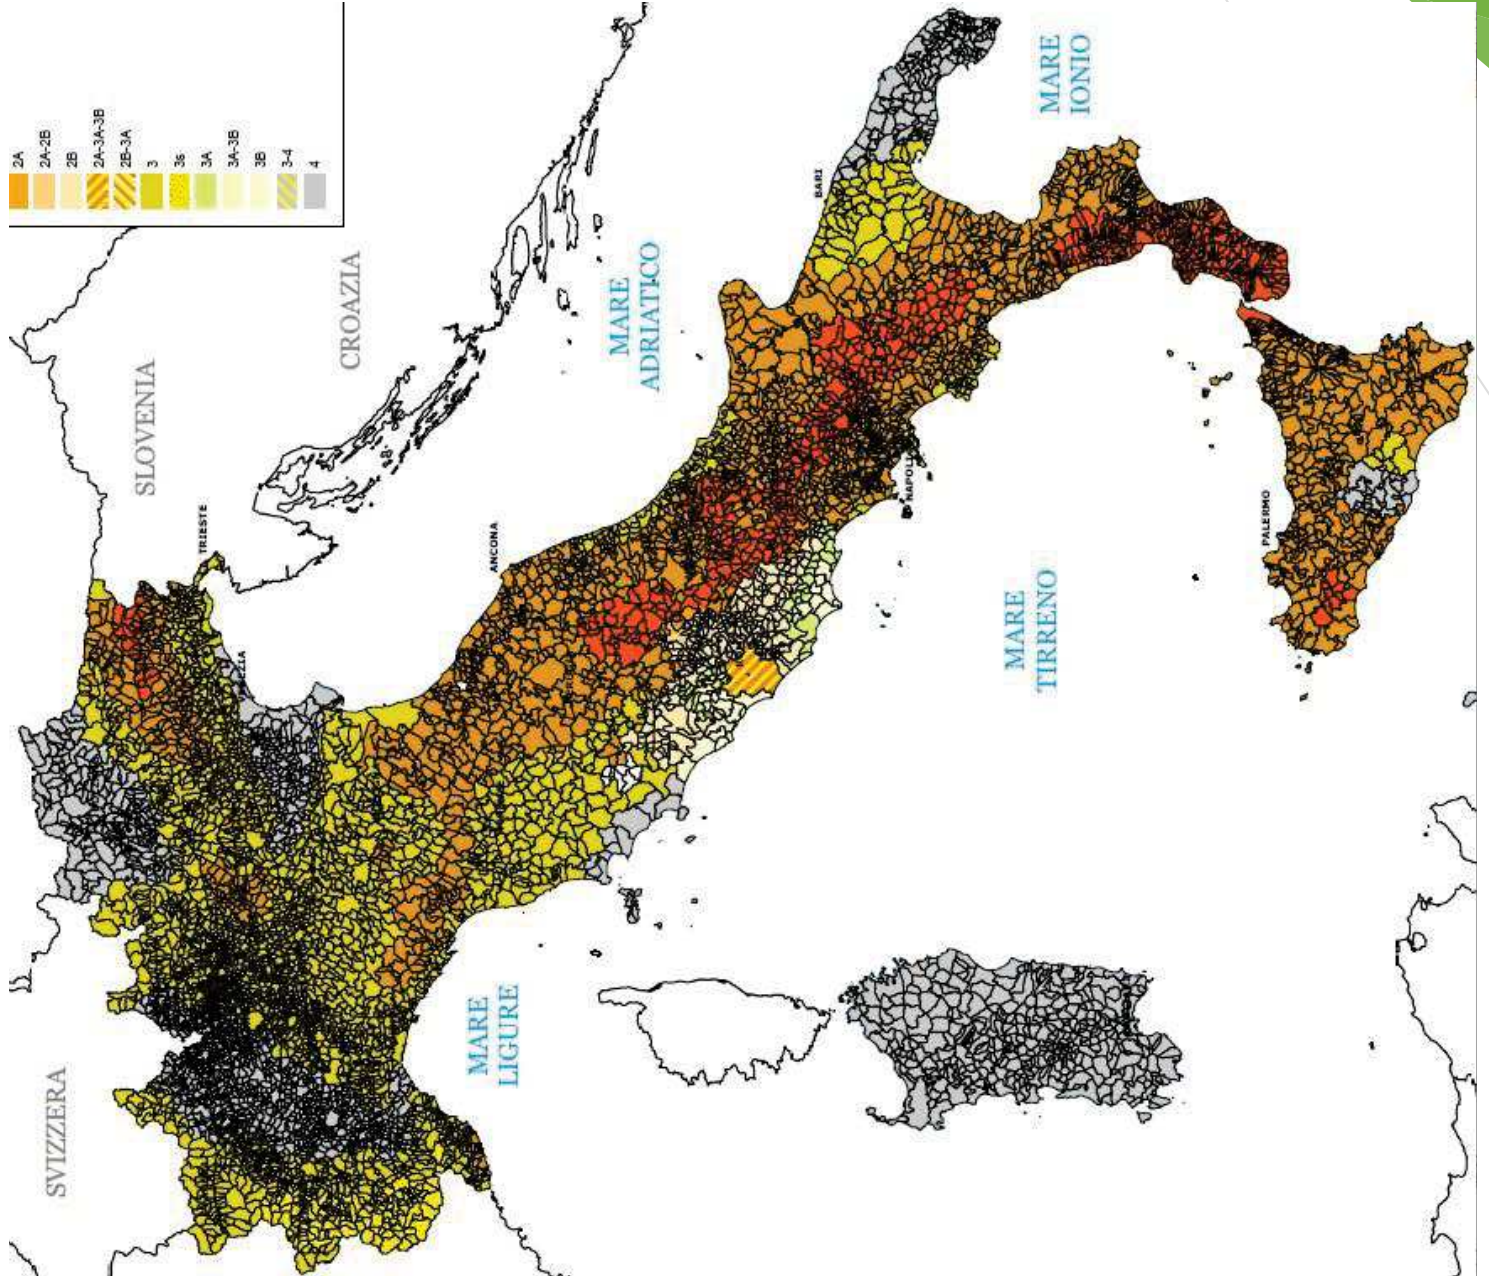 2A
2A-2B
2B
2A-3A-3B
2B-3A
3
3s
3A
3A-3B
3B
3-4
4
SVIZZERA
SLOVENIA
CROAZIA
TRIESTE
ANCONA
BARI
NAPOLI
PALERMO
MARE
LIGURE
MARE
ADRIATICO
MARE
TIRRENO
MARE
IONIO